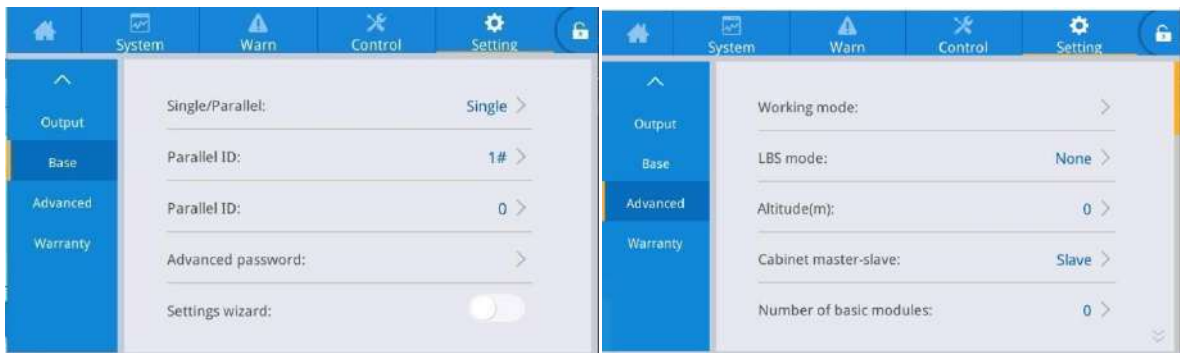 System Warn Control Setting
Output
Base
Advanced
Warranty
Single/Parallel: Single
Parallel ID: 1#
Parallel ID: 0
Advanced password:
Settings wizard:
System Warn Control Setting
Output
Base
Advanced
Warranty
Working mode:
LBS mode: None
Altitude(m): 0
Cabinet master-slave: Slave
Number of basic modules: 0